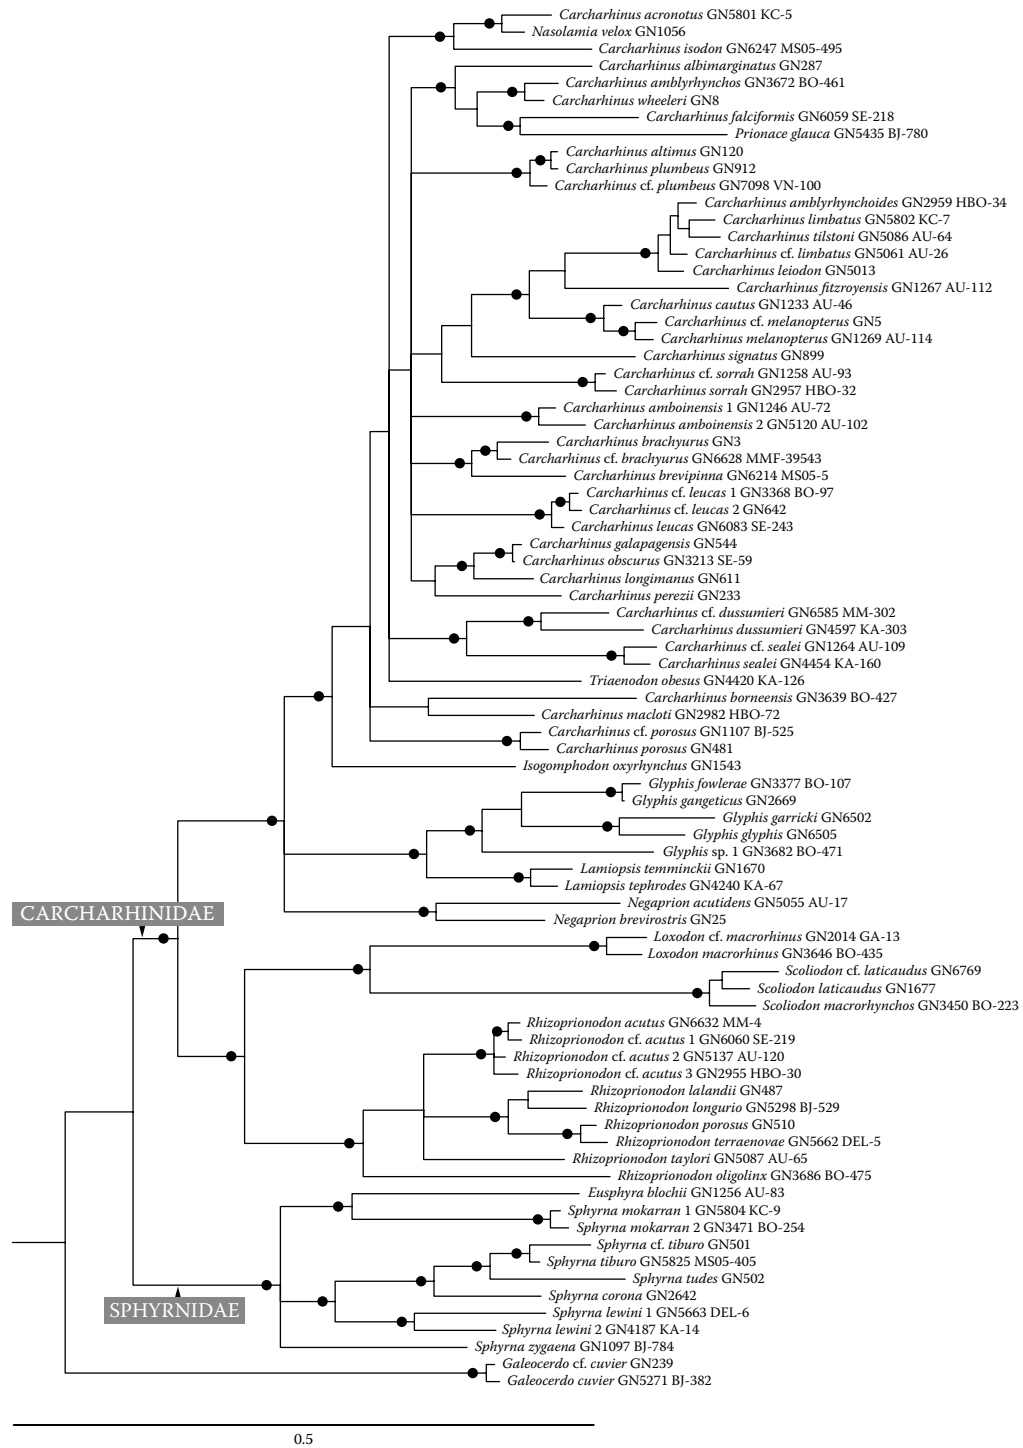 Carcharhinus acronotus GN5801 KC-5
Nasolamia velox GN1056
Carcharhinus isodon GN6247 MS05-495
Carcharhinus albimarginatus GN287
Carcharhinus amblyrhynchos GN3672 BO-461
Carcharhinus wheeleri GN8
Carcharhinus falciformis GN6059 SE-218
Prionace glauca GN5435 BJ-780
Carcharhinus altimus GN120
Carcharhinus plumbeus GN912
Carcharhinus cf. plumbeus GN7098 VN-100
Carcharhinus amblyrhynchoides GN2959 HBO-34
Carcharhinus limbatus GN5802 KC-7
Carcharhinus tilstoni GN5086 AU-64
Carcharhinus cf. limbatus GN5061 AU-26
Carcharhinus leiodon GN5013
Carcharhinus fitzroyensis GN1267 AU-112
Carcharhinus cautus GN1233 AU-46
Carcharhinus cf. melanopterus GN5
Carcharhinus melanopterus GN1269 AU-114
Carcharhinus signatus GN899
Carcharhinus cf. sorrah GN1258 AU-93
Carcharhinus sorrah GN2957 HBO-32
Carcharhinus amboinensis 1 GN1246 AU-72
Carcharhinus amboinensis 2 GN5120 AU-102
Carcharhinus brachyurus GN3
Carcharhinus cf. brachyurus GN6628 MMF-39543
Carcharhinus brevipinna GN6214 MS05-5
Carcharhinus cf. leucas 1 GN3368 BO-97
Carcharhinus cf. leucas 2 GN642
Carcharhinus leucas GN6083 SE-243
Carcharhinus galapagensis GN544
Carcharhinus obscurus GN3213 SE-59
Carcharhinus longimanus GN611
Carcharhinus perezii GN233
Carcharhinus cf. dussumieri GN6585 MM-302
Carcharhinus dussumieri GN4597 KA-303
Carcharhinus cf. sealei GN1264 AU-109
Carcharhinus sealei GN4454 KA-160
Triaenodon obesus GN4420 KA-126
Carcharhinus borneensis GN3639 BO-427
Carcharhinus macloti GN2982 HBO-72
Carcharhinus cf. porosus GN1107 BJ-525
Carcharhinus porosus GN481
Isogomphodon oxyrhynchus GN1543
Glyphis fowlerae GN3377 BO-107
Glyphis gangeticus GN2669
Glyphis garricki GN6502
Glyphis glyphis GN6505
Glyphis sp. 1 GN3682 BO-471
Lamiopsis temminckii GN1670
Lamiopsis tephrodes GN4240 KA-67
Negaprion acutidens GN5055 AU-17
CARCHARHINIDAE
Negaprion brevirostris GN25
Loxodon cf. macrorhinus GN2014 GA-13
Loxodon macrorhinus GN3646 BO-435
Scoliodon cf. laticaudus GN6769
Scoliodon laticaudus GN1677
Scoliodon macrorhynchos GN3450 BO-223
Rhizoprionodon acutus GN6632 MM-4
Rhizoprionodon cf. acutus 1 GN6060 SE-219
Rhizoprionodon cf. acutus 2 GN5137 AU-120
Rhizoprionodon cf. acutus 3 GN2955 HBO-30
Rhizoprionodon lalandii GN487
Rhizoprionodon longurio GN5298 BJ-529
Rhizoprionodon porosus GN510
Rhizoprionodon terraenovae GN5662 DEL-5
Rhizoprionodon taylori GN5087 AU-65
Rhizoprionodon oligolinx GN3686 BO-475
Eusphyra blochii GN1256 AU-83
Sphyrna mokarran 1 GN5804 KC-9
Sphyrna mokarran 2 GN3471 BO-254
Sphyrna cf. tiburo GN501
Sphyrna tiburo GN5825 MS05-405
Sphyrna tudes GN502
Sphyrna corona GN2642
SPHYRNIDAE
Sphyrna lewini 1 GN5663 DEL-6
Sphyrna lewini 2 GN4187 KA-14
Sphyrna zygaena GN1097 BJ-784
Galeocerdo cf. cuvier GN239
Galeocerdo cuvier GN5271 BJ-382
0.5